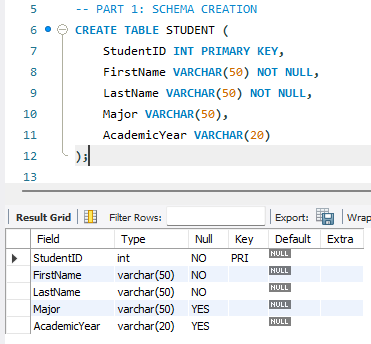 5 -- PART 1: SCHEMA CREATION
6 CREATE TABLE STUDENT (
7 StudentID INT PRIMARY KEY,
8 FirstName VARCHAR(50) NOT NULL,
9 LastName VARCHAR(50) NOT NULL,
10 Major VARCHAR(50),
11 AcademicYear VARCHAR(20)
12 );
13
Result Grid Filter Rows: Export: Wrap
Field Type Null Key Default Extra
StudentID int NO PRI NULL
FirstName varchar(50) NO NULL
LastName varchar(50) NO NULL
Major varchar(50) YES NULL
AcademicYear varchar(20) YES NULL